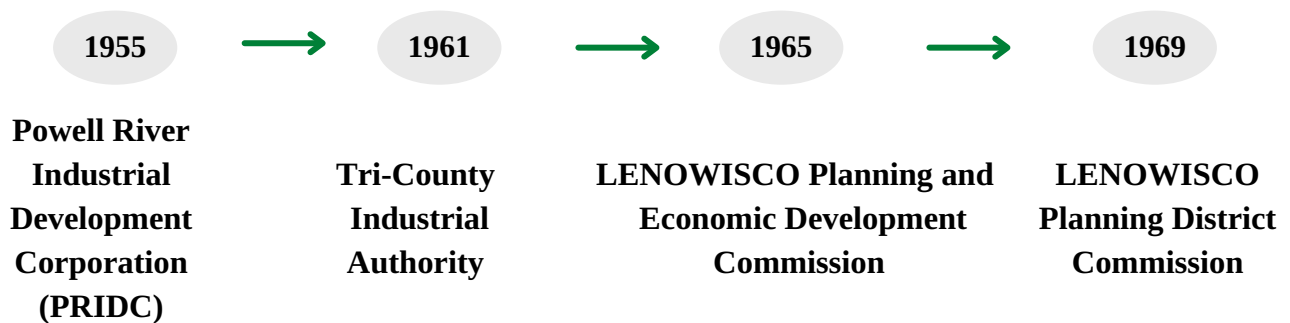 1955
Powell River
Industrial
Development
Corporation
(PRIDC)
1961
Tri-County
Industrial
Authority
1965
LENOWISCO Planning and
Economic Development
Commission
1969
LENOWISCO
Planning District
Commission